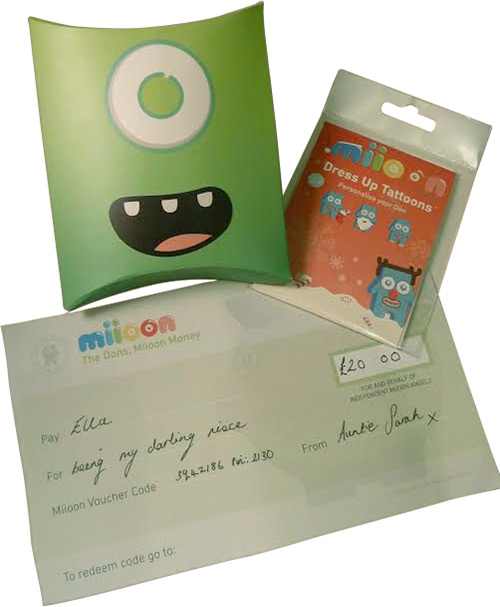 miioon
Dress Up Tattoons
Personalise your Don
miioon
The Dons, Miioon Money
£20 00
FOR AND BEHALF OF
INDEPENDENT MIIOON ANGELS
Pay Ella
For being my darling niece
From Auntie Sarah x
Miioon Voucher Code 3942186 Pin: 2130
To redeem code go to: